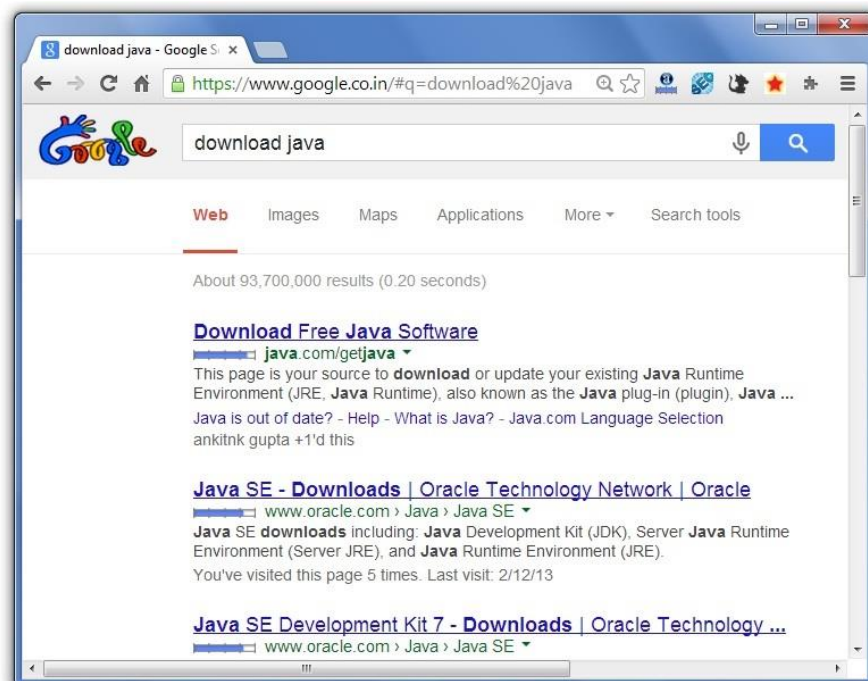 download java - Google S
https://www.google.co.in/#q=download%20java
Google
download java
Web Images Maps Applications More Search tools
About 93,700,000 results (0.20 seconds)
Download Free Java Software
java.com/getjava
This page is your source to download or update your existing Java Runtime
Environment (JRE, Java Runtime), also known as the Java plug-in (plugin), Java ...
Java is out of date? - Help - What is Java? - Java.com Language Selection
ankitnk gupta +1'd this
Java SE - Downloads | Oracle Technology Network | Oracle
www.oracle.com › Java › Java SE
Java SE downloads including: Java Development Kit (JDK), Server Java Runtime
Environment (Server JRE), and Java Runtime Environment (JRE).
You've visited this page 5 times. Last visit: 2/12/13
Java SE Development Kit 7 - Downloads | Oracle Technology ...
www.oracle.com › Java › Java SE